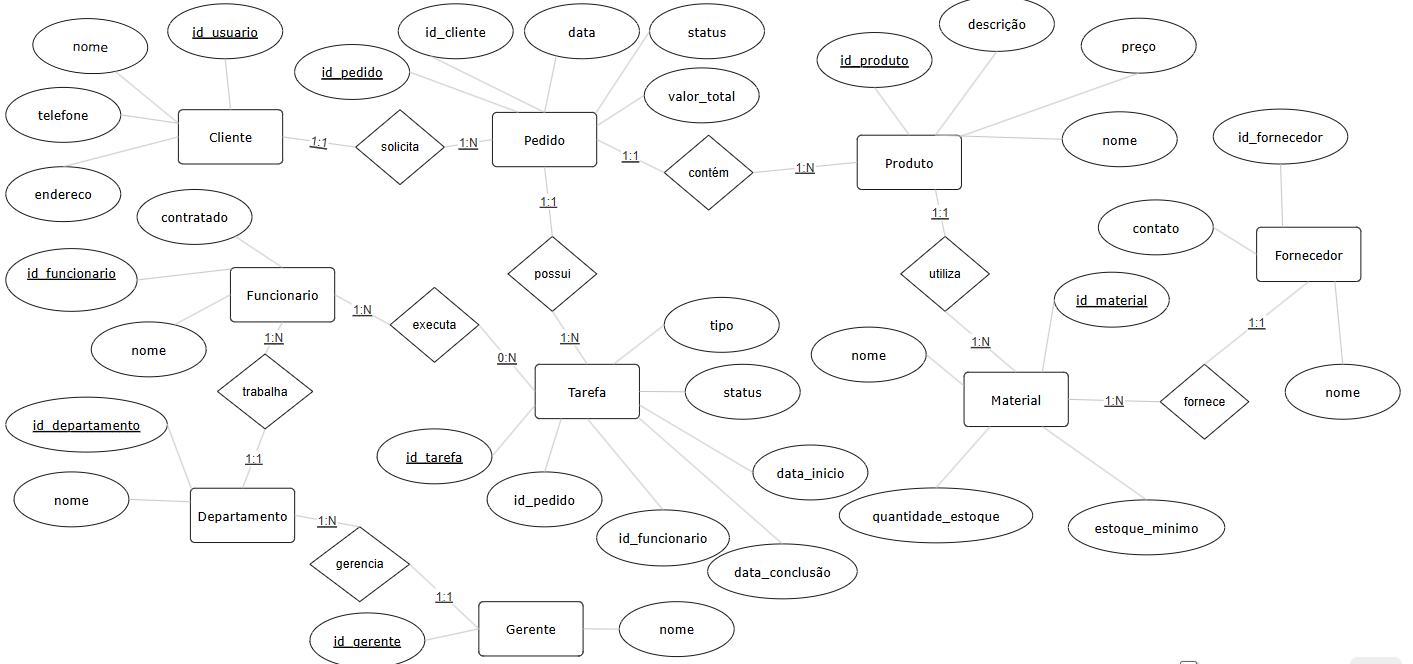 id_usuario
nome
telefone
endereco
Cliente
1:1
solicita
1:N
id_pedido
id_cliente
data
status
valor_total
Pedido
1:1
contém
1:N
id_produto
descrição
preço
nome
Produto
1:1
utiliza
1:N
id_fornecedor
contato
Fornecedor
nome
1:1
fornece
1:N
id_material
nome
Material
quantidade_estoque
estoque_minimo
1:1
possui
1:N
contratado
id_funcionario
Funcionario
nome
1:N
executa
0:N
tipo
status
Tarefa
id_tarefa
id_pedido
id_funcionario
data_inicio
data_conclusão
1:N
trabalha
1:1
id_departamento
nome
Departamento
1:N
gerencia
1:1
id_gerente
Gerente
nome